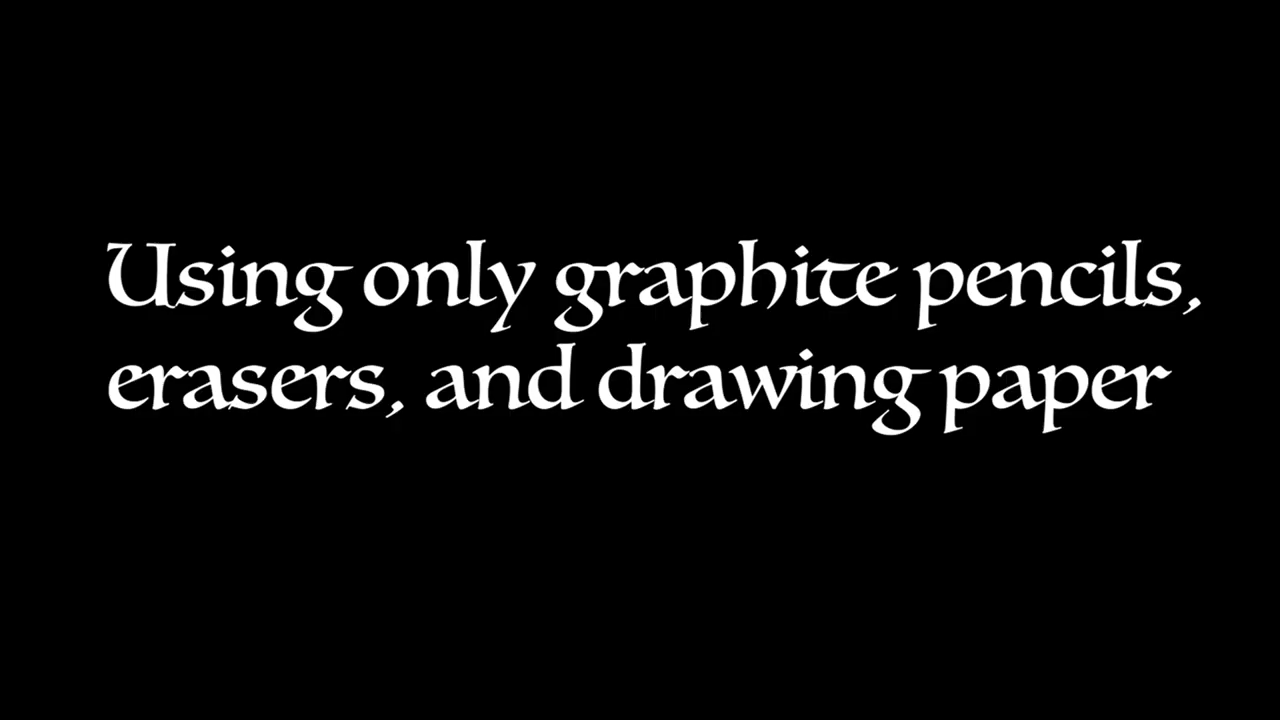 Using only graphite pencils,
erasers, and drawing paper